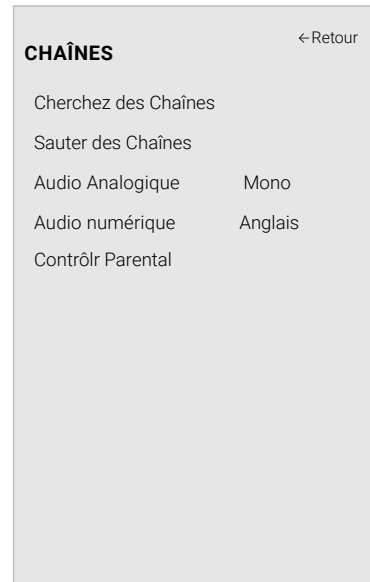 ←Retour
CHAÎNES
Cherchez des Chaînes
Sauter des Chaînes
Audio Analogique Mono
Audio numérique Anglais
Contrôlr Parental